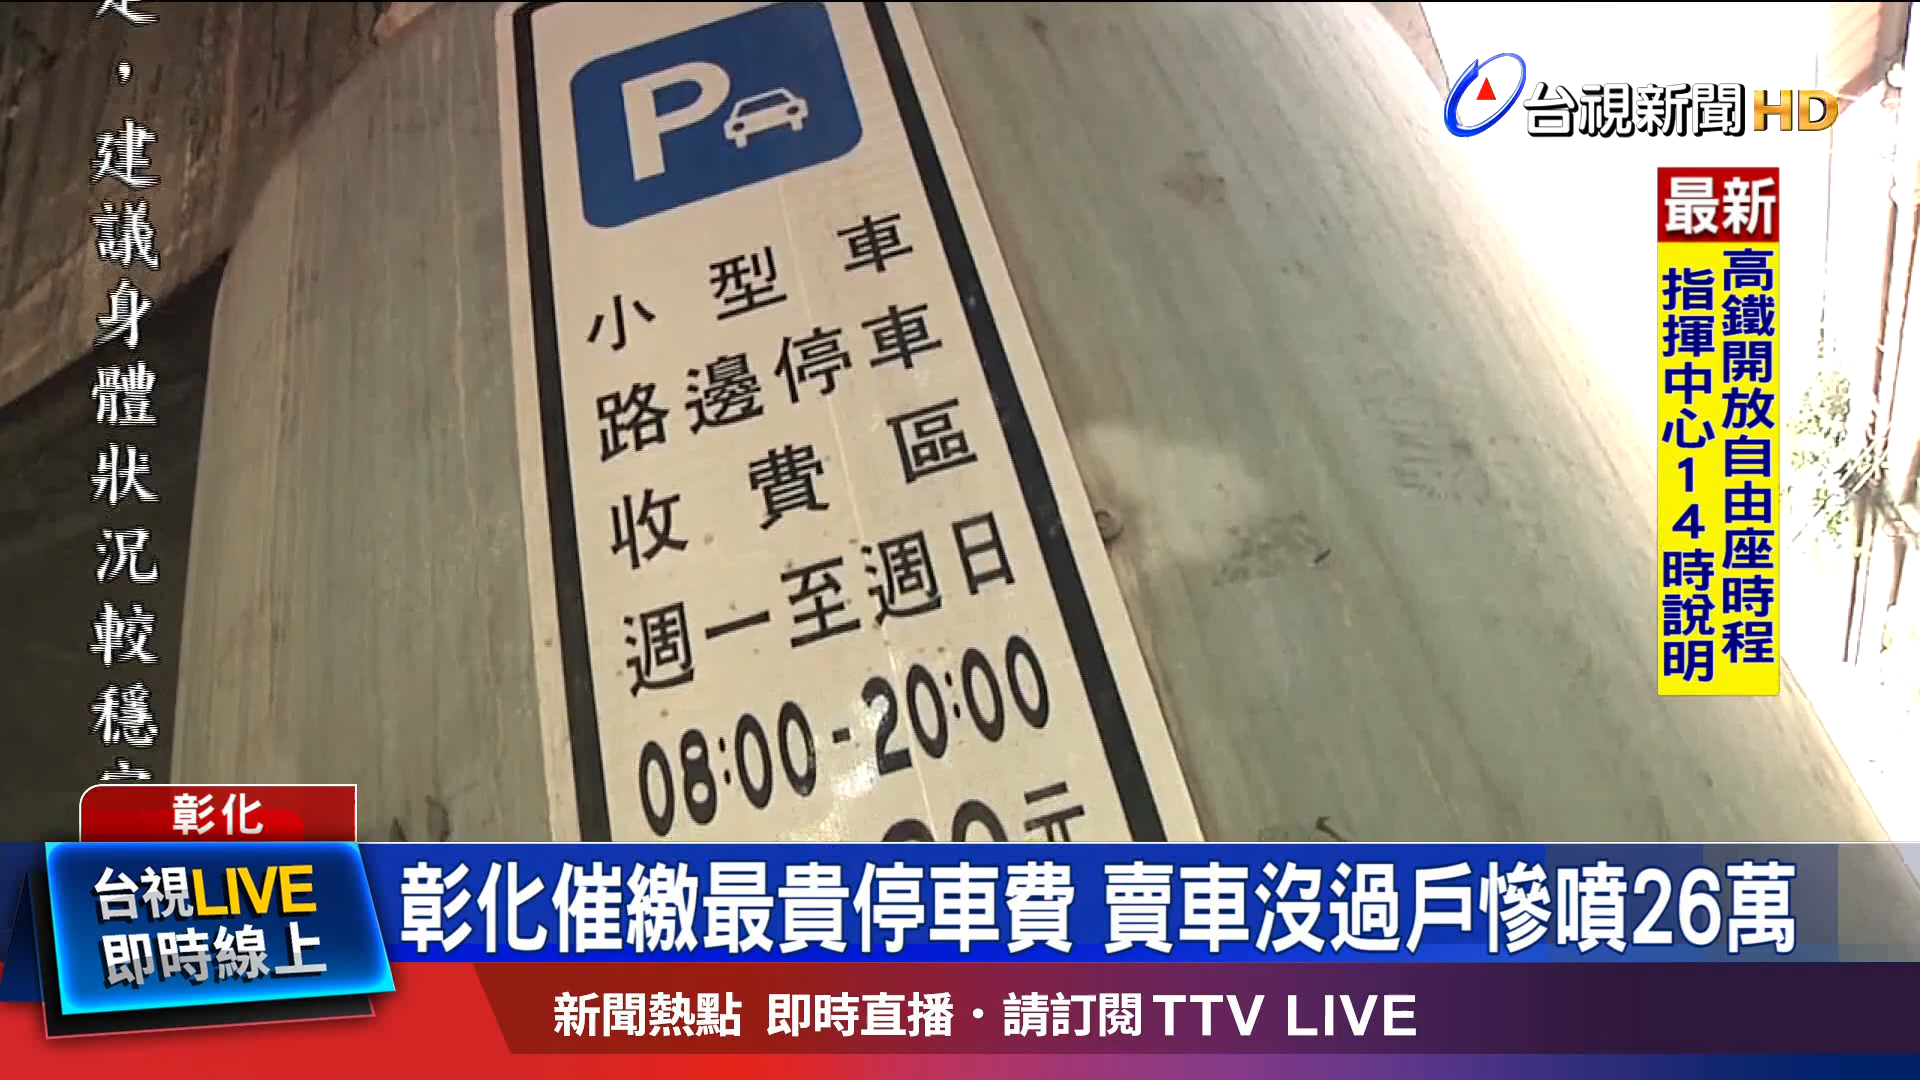 建議身體狀況較穩
P
小型車
路邊停車
收費區
週一至週日
08:00-20:00
元
台視新聞HD
最新
高鐵開放自由座時程
指揮中心14時說明
彰化
台視LIVE
即時線上
彰化催繳最貴停車費 賣車沒過戶慘噴26萬
新聞熱點 即時直播・請訂閱TTV LIVE